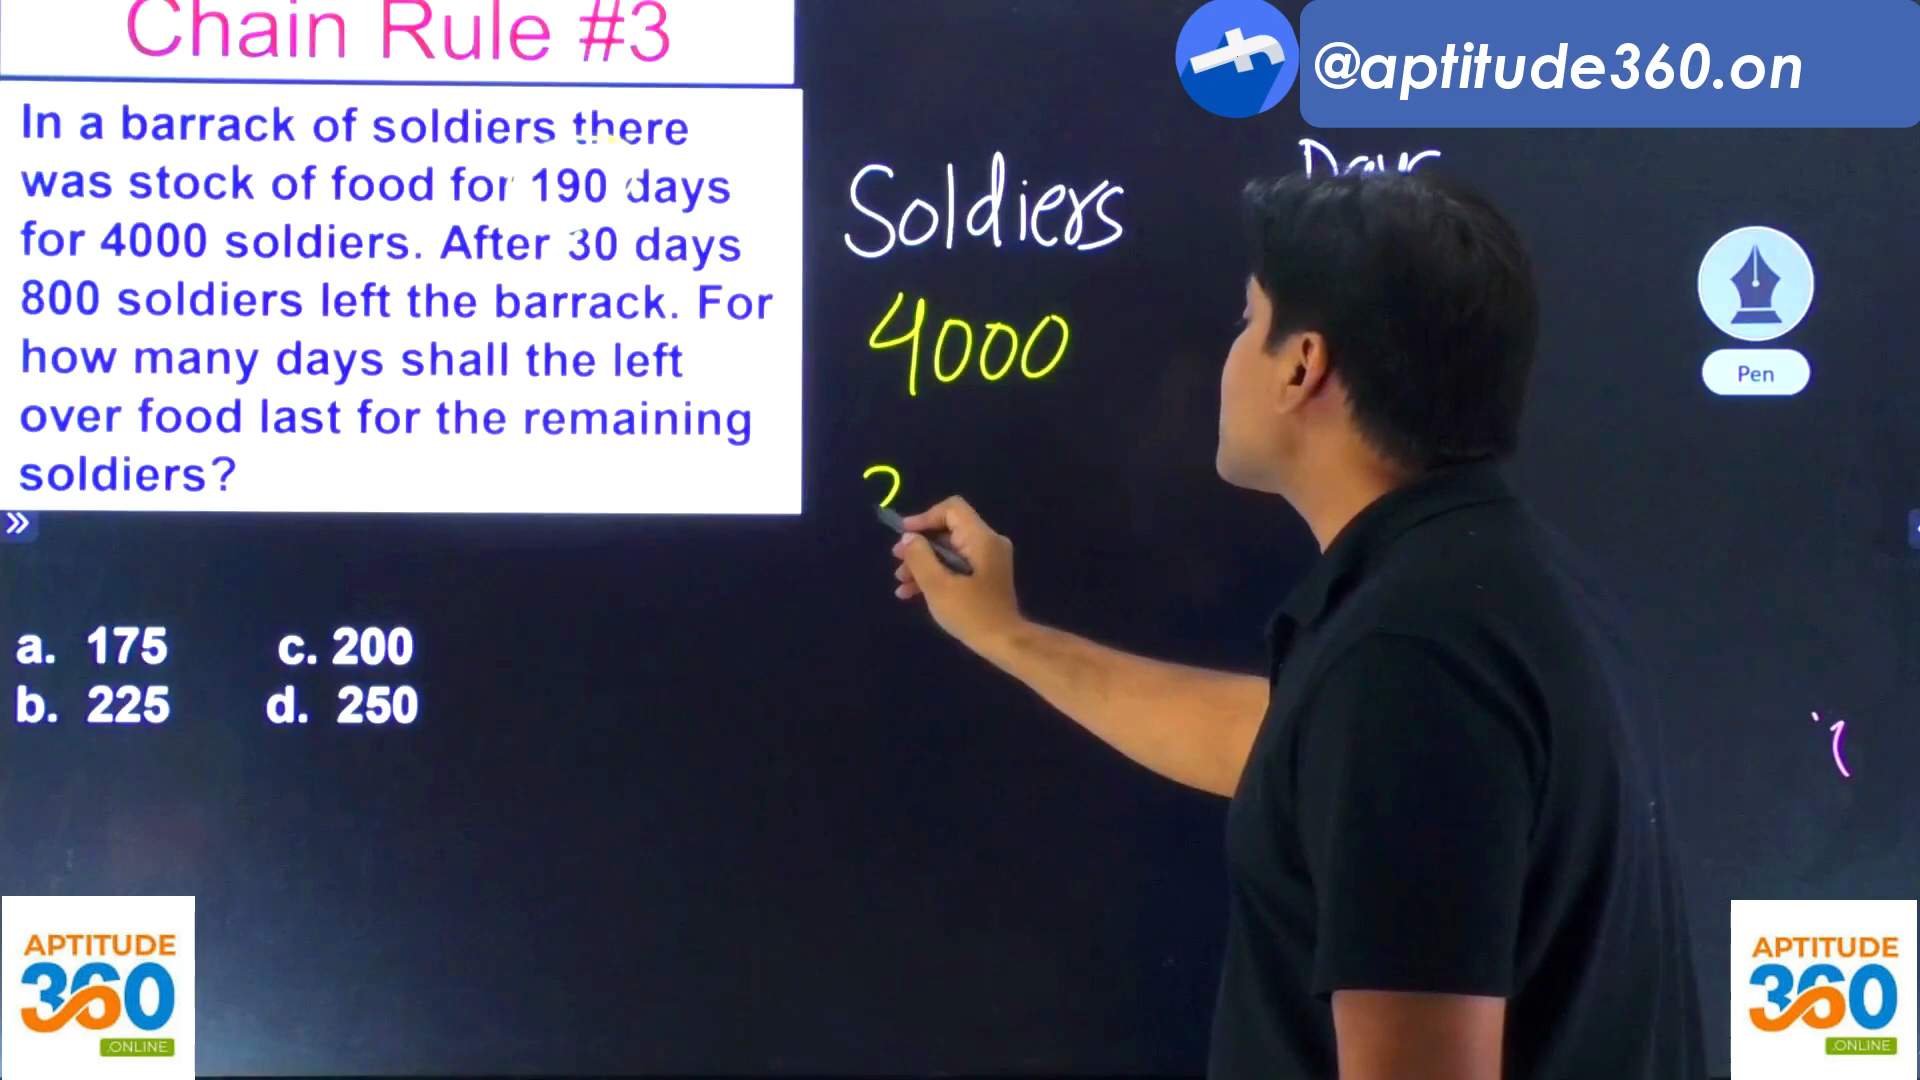 Chain Rule #3
@aptitude360.on
In a barrack of soldiers there
was stock of food for 190 days
for 4000 soldiers. After 30 days
800 soldiers left the barrack. For
how many days shall the left
over food last for the remaining
soldiers?
Soldiers
4000
Pen
a. 175
c. 200
b. 225
d. 250
APTITUDE
360
.ONLINE
APTITUDE
360
.ONLINE